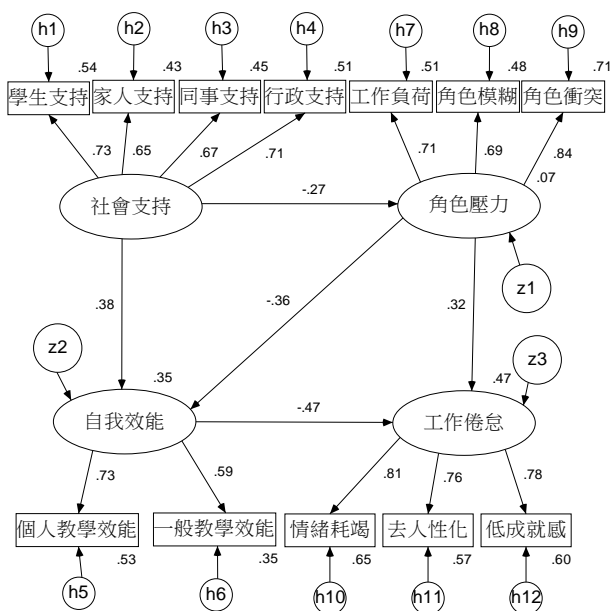 h1 h2 h3 h4 h7 h8 h9
.54 .43 .45 .51 .51 .48 .71
學生支持 家人支持 同事支持 行政支持 工作負荷 角色模糊 角色衝突
.73 .65 .67 .71 .71 .69 .84
.07
社會支持 -.27 角色壓力
z1
.38 -.36 .32
z2 z3
.35 .47
自我效能 -.47 工作倦怠
.73 .59 .81 .76 .78
個人教學效能 一般教學效能 情緒耗竭 去人性化 低成就感
.53 .35 .65 .57 .60
h5 h6 h10 h11 h12